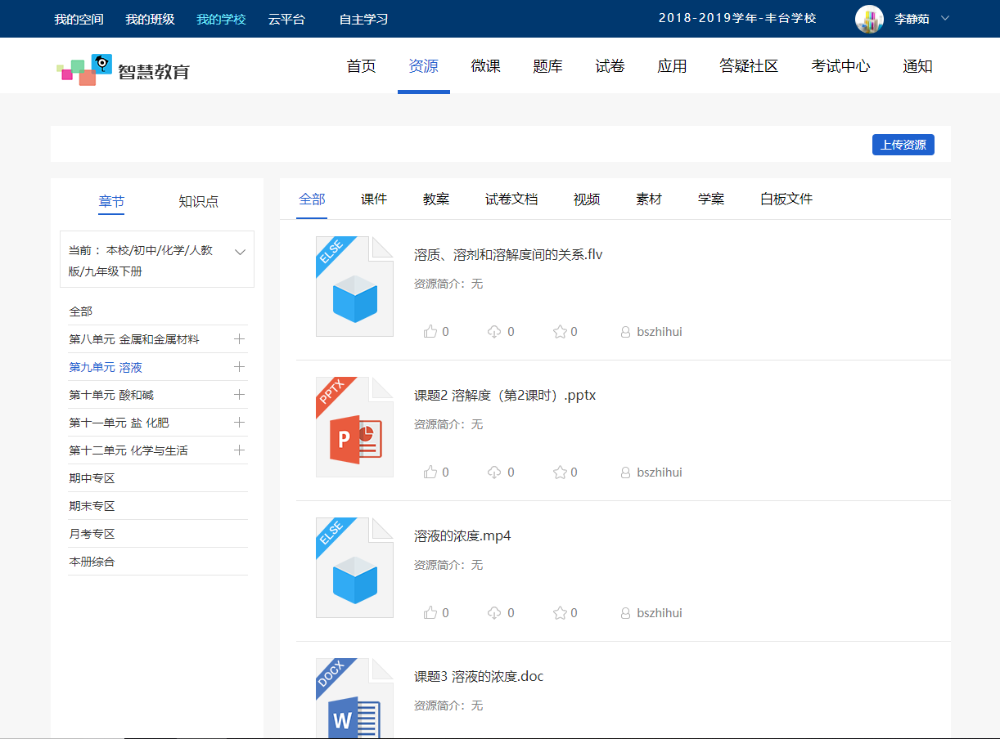 我的空间 我的班级 我的学校 云平台 自主学习 2018-2019学年-丰台学校 李静茹
智慧教育 首页 资源 微课 题库 试卷 应用 答疑社区 考试中心 通知
上传资源
章节 知识点
当前： 本校/初中/化学/人教
版/九年级下册
全部
第八单元 金属和金属材料
第九单元 溶液
第十单元 酸和碱
第十一单元 盐 化肥
第十二单元 化学与生活
期中专区
期末专区
月考专区
本册综合
全部 课件 教案 试卷文档 视频 素材 学案 白板文件
ELSE
溶质、溶剂和溶解度间的关系.flv
资源简介：无
0 0 0 bszhihui
PPTX
P
课题2 溶解度（第2课时）.pptx
资源简介：无
0 0 0 bszhihui
ELSE
溶液的浓度.mp4
资源简介：无
0 0 0 bszhihui
DOCX
W
课题3 溶液的浓度.doc
资源简介：无